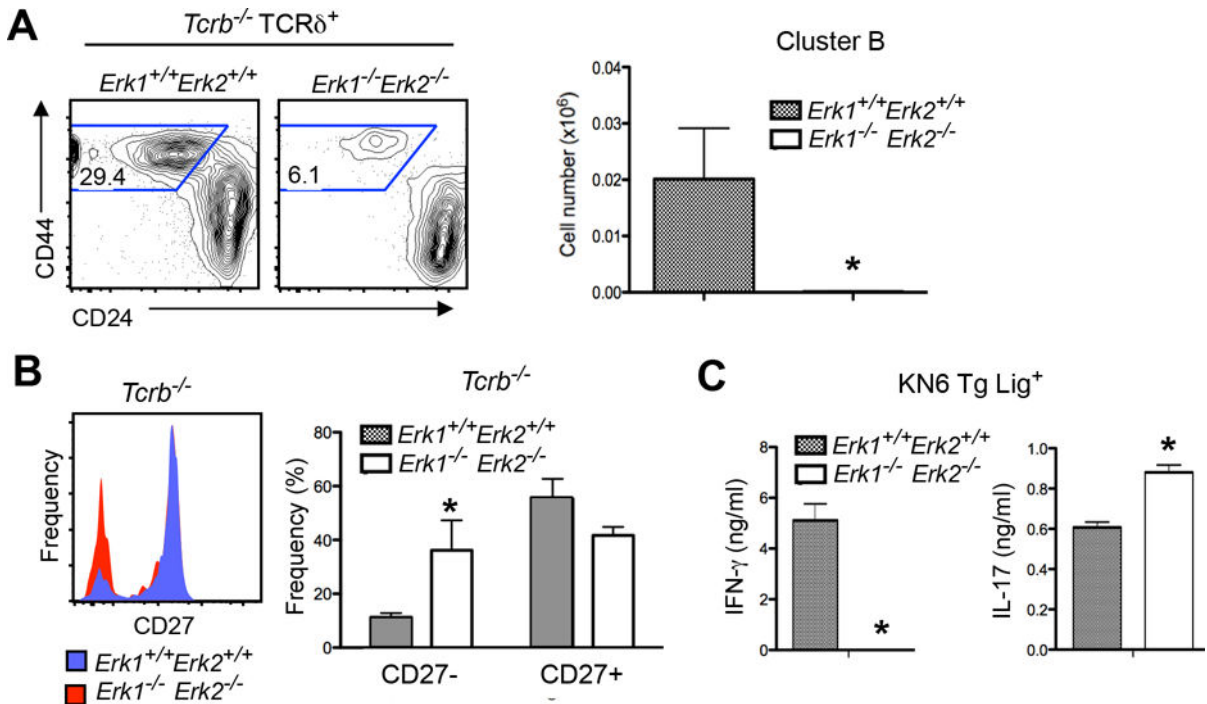 A
Tcrb-/- TCRδ+
Erk1+/+Erk2+/+
Erk1-/-Erk2-/-
29.4
6.1
CD44
CD24
Cluster B
Cell number (x10⁶)
0.04
0.03
0.02
0.01
0.00
Erk1+/+Erk2+/+
Erk1-/- Erk2-/-
*
B
Tcrb-/-
Frequency
CD27
Erk1+/+Erk2+/+
Erk1-/- Erk2-/-
Tcrb-/-
Frequency (%)
80
60
40
20
0
Erk1+/+Erk2+/+
Erk1-/- Erk2-/-
*
CD27-
CD27+
C
KN6 Tg Lig+
IFN-γ (ng/ml)
8
6
4
2
0
Erk1+/+Erk2+/+
Erk1-/- Erk2-/-
*
IL-17 (ng/ml)
1.0
0.8
0.6
0.4
0.2
0.0
*